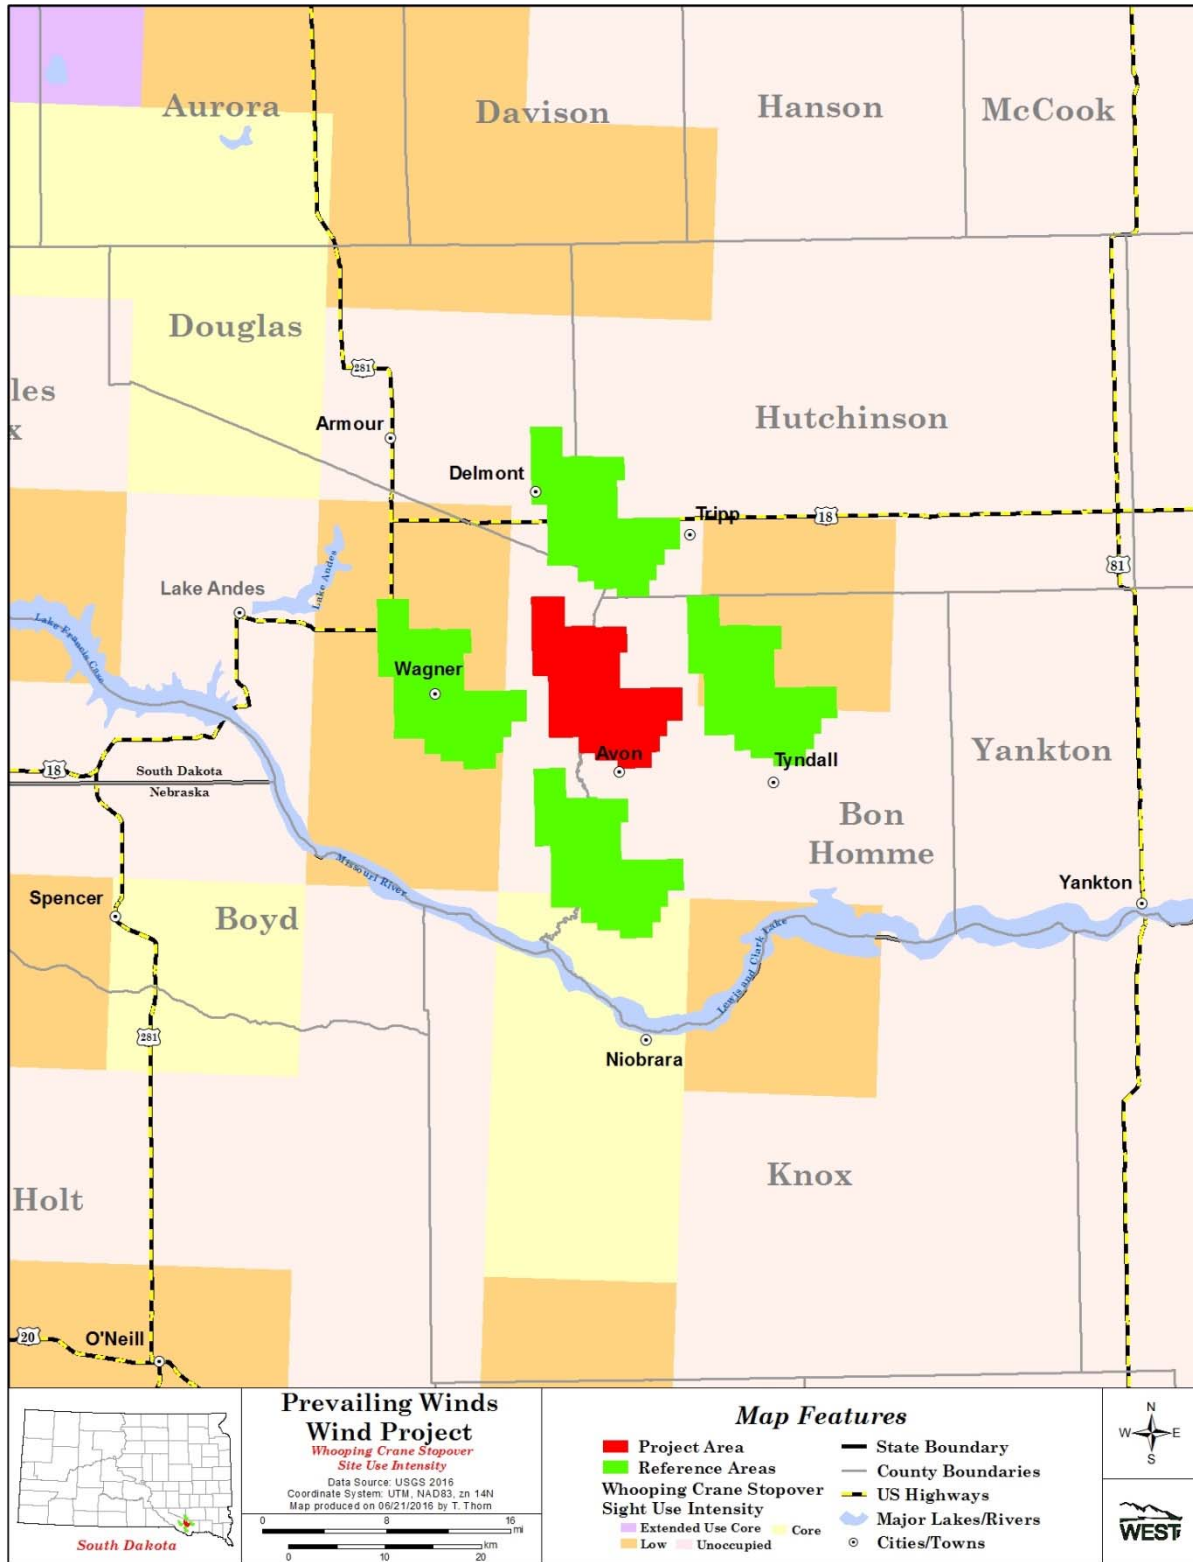 Aurora
Davison
Hanson
McCook
Douglas
281
les
x
Armour
Hutchinson
Delmont
Tripp
18
81
Lake Andes
Lake Andes
Lake Francis Case
Wagner
Avon
Tyndall
Yankton
18
South Dakota
Nebraska
Bon
Homme
Missouri River
Yankton
Spencer
Boyd
Lewis and Clark Lake
281
Niobrara
Knox
Holt
20
O'Neill
Prevailing Winds
Wind Project
Whooping Crane Stopover
Site Use Intensity
Data Source: USGS 2016
Coordinate System: UTM, NAD83, zn 14N
Map produced on 06/21/2016 by T. Thorn
0 8 16
mi
0 10 20
km
South Dakota
Map Features
Project Area
Reference Areas
Whooping Crane Stopover
Sight Use Intensity
Extended Use Core Core
Low Unoccupied
State Boundary
County Boundaries
US Highways
Major Lakes/Rivers
Cities/Towns
N
W E
S
WEST